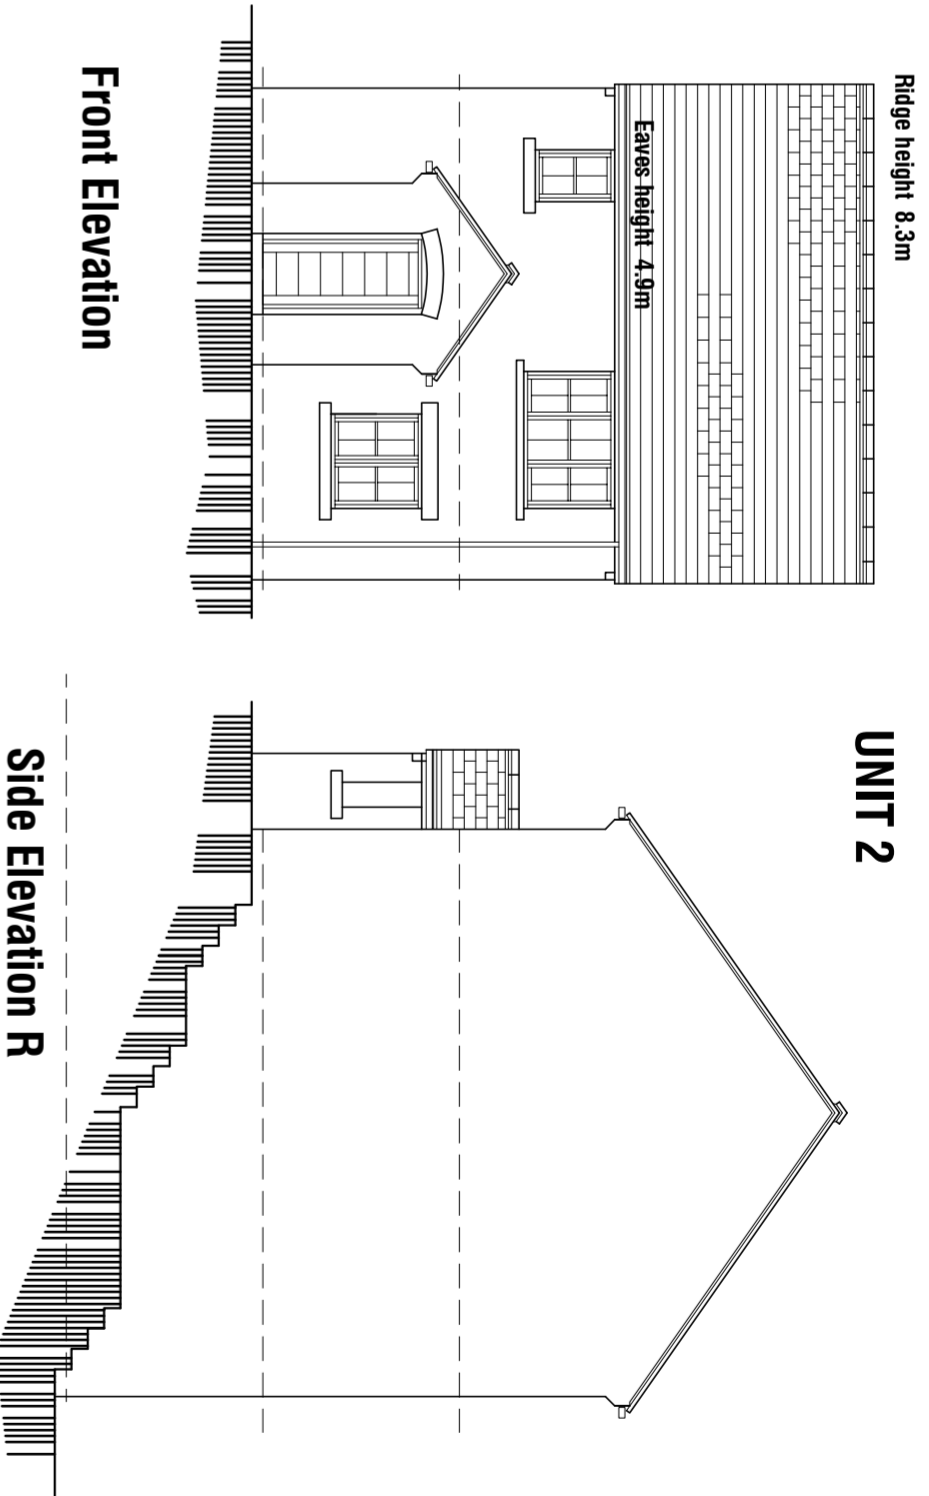 Ridge height 8.3m
UNIT 2
Eaves height 4.9m
Front Elevation
Side Elevation R